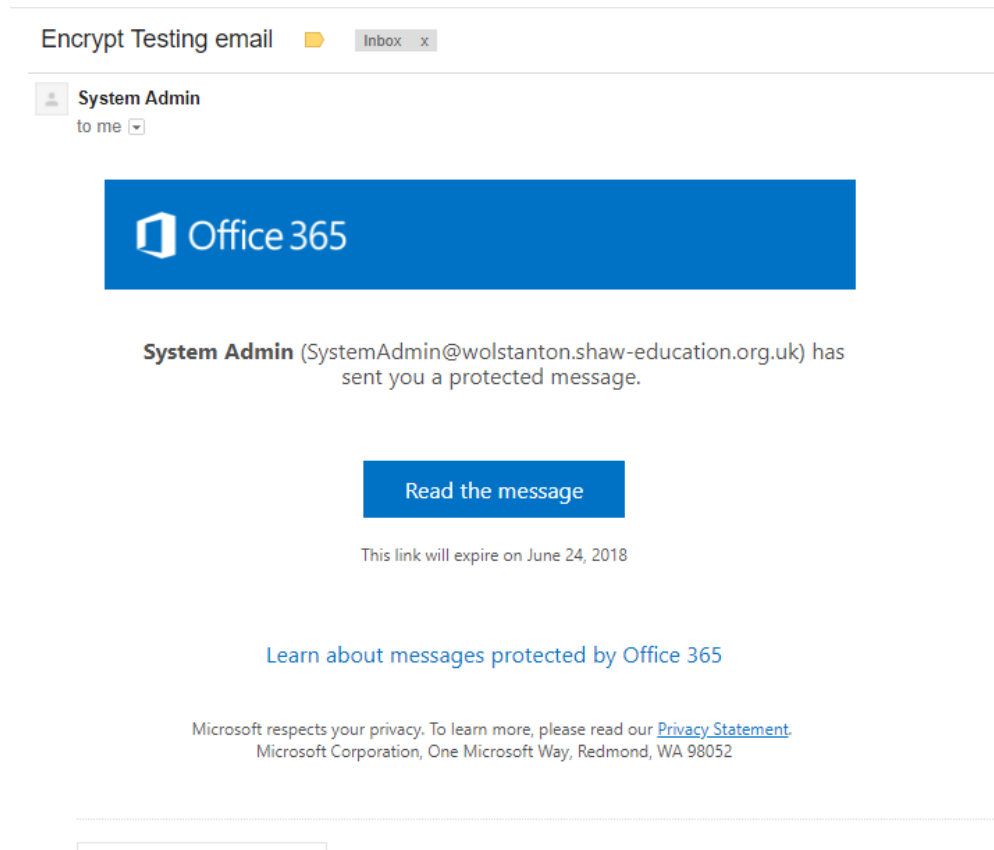 Encrypt Testing email
Inbox x
System Admin
to me
Office 365
System Admin (SystemAdmin@wolstanton.shaw-education.org.uk) has
sent you a protected message.
Read the message
This link will expire on June 24, 2018
Learn about messages protected by Office 365
Microsoft respects your privacy. To learn more, please read our Privacy Statement.
Microsoft Corporation, One Microsoft Way, Redmond, WA 98052